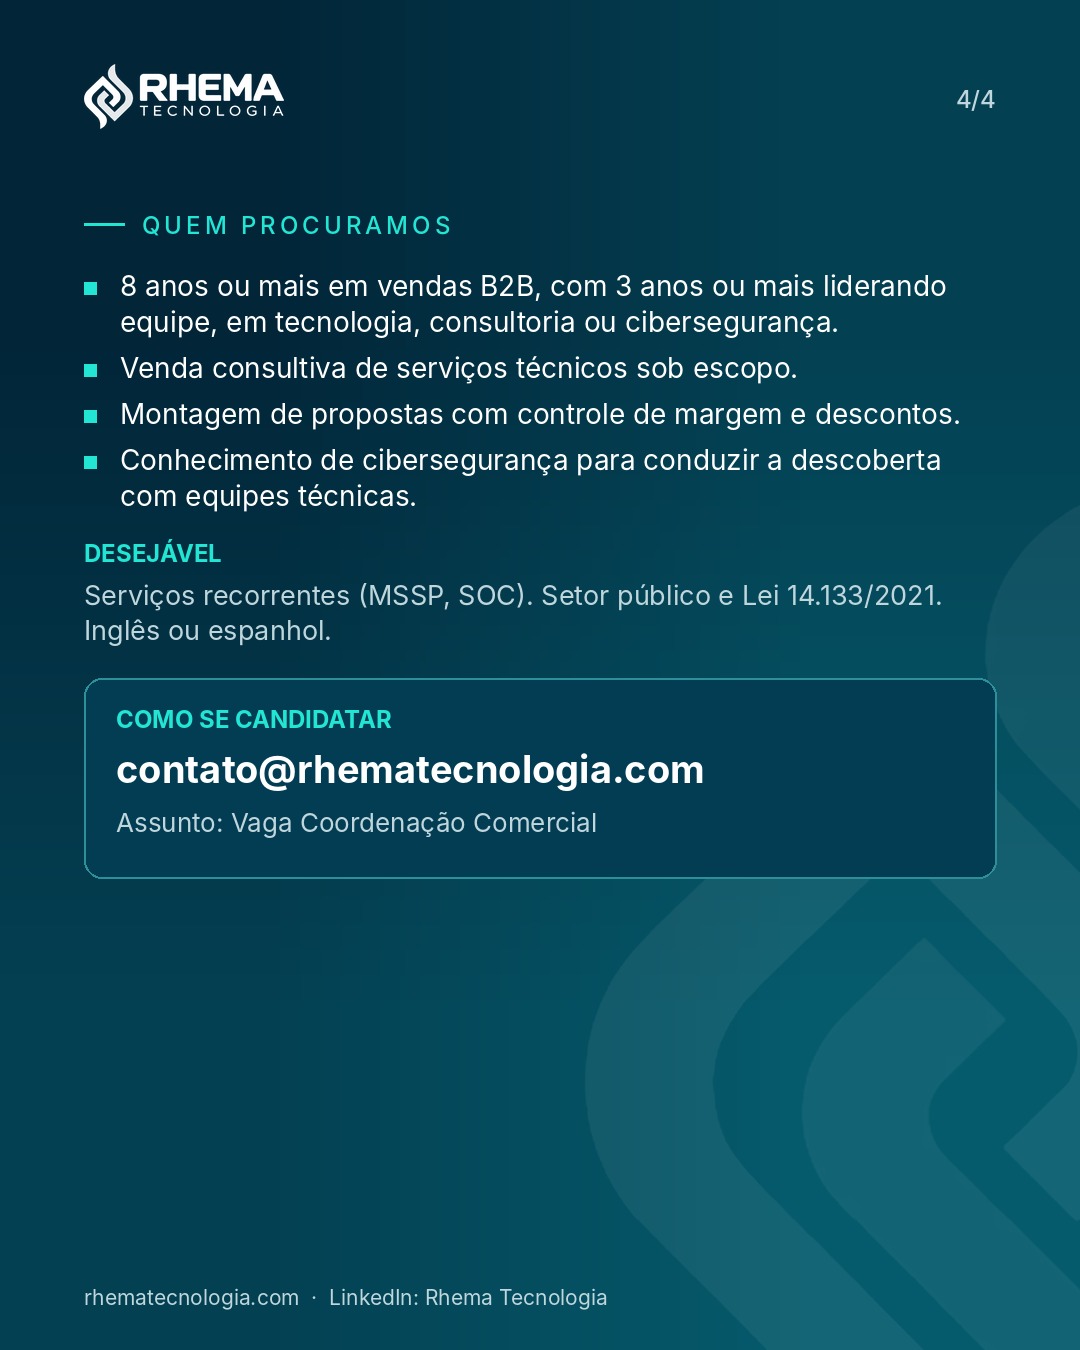 RHEMA
TECNOLOGIA
4/4
QUEM PROCURAMOS
8 anos ou mais em vendas B2B, com 3 anos ou mais liderando
equipe, em tecnologia, consultoria ou cibersegurança.
Venda consultiva de serviços técnicos sob escopo.
Montagem de propostas com controle de margem e descontos.
Conhecimento de cibersegurança para conduzir a descoberta
com equipes técnicas.
DESEJÁVEL
Serviços recorrentes (MSSP, SOC). Setor público e Lei 14.133/2021.
Inglês ou espanhol.
COMO SE CANDIDATAR
contato@rhematecnologia.com
Assunto: Vaga Coordenação Comercial
rhematecnologia.com · LinkedIn: Rhema Tecnologia